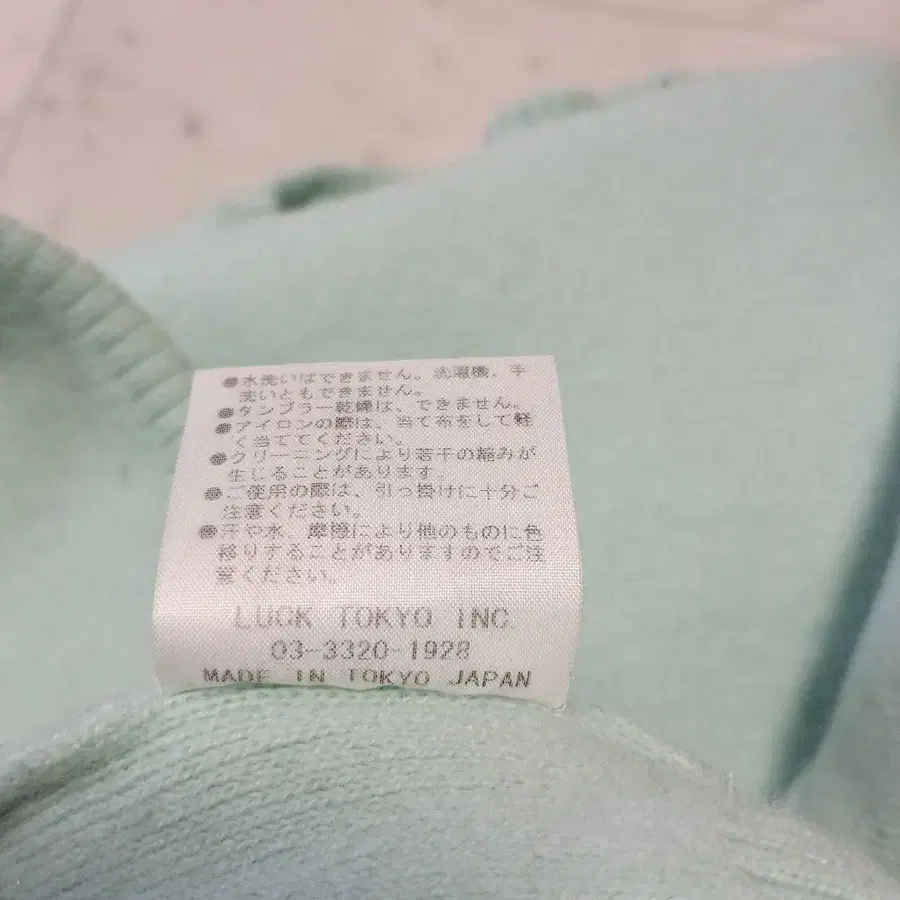 ●水洗いはできません。洗濯機、手
洗いともできません。
●タンブラー乾燥は、できません。
●アイロンの際は、当て布をして軽
く当ててください。
●クリーニングにより若干の縮みが
生じることがあります。
●ご使用の際は、引っ掛けに十分ご
注意ください。
●汗や水、摩擦により他のものに色
移りすることがありますのでご注
意ください。
LUCK TOKYO INC.
03-3320-1928
MADE IN TOKYO JAPAN